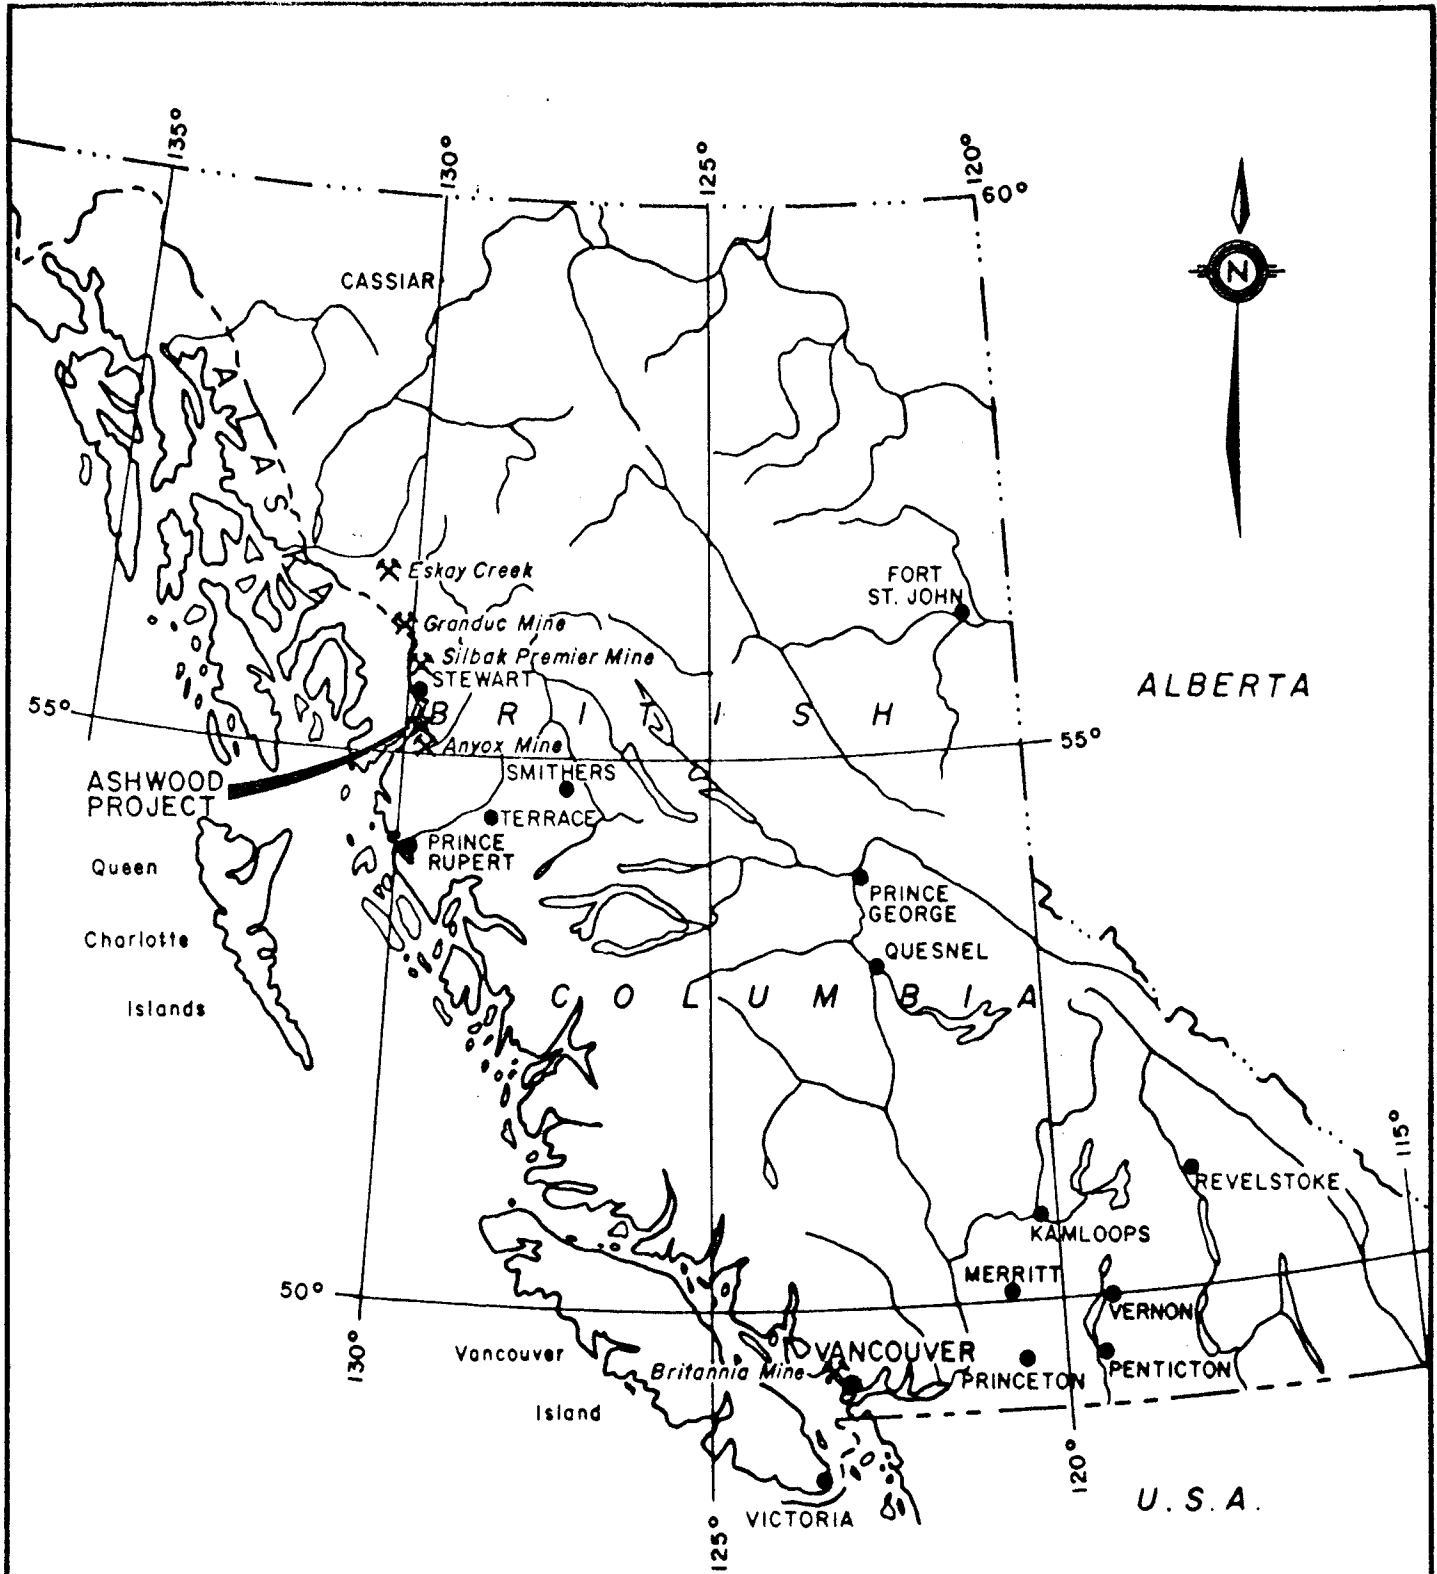 135°
130°
125°
120°
60°
N
CASSIAR
ALAS
Eskay Creek
Granduc Mine
Silbak Premier Mine
STEWART
FORT
ST. JOHN
ALBERTA
BRITISH
55°
55°
Anyox Mine
ASHWOOD
PROJECT
SMITHERS
TERRACE
PRINCE
RUPERT
Queen
Charlotte
Islands
PRINCE
GEORGE
QUESNEL
COLUMBIA
115°
REVELSTOKE
KAMLOOPS
MERRITT
50°
VERNON
Vancouver
Island
130°
VANCOUVER
Britannia Mine
PRINCETON
PENTICTON
120°
U.S.A.
VICTORIA
125°